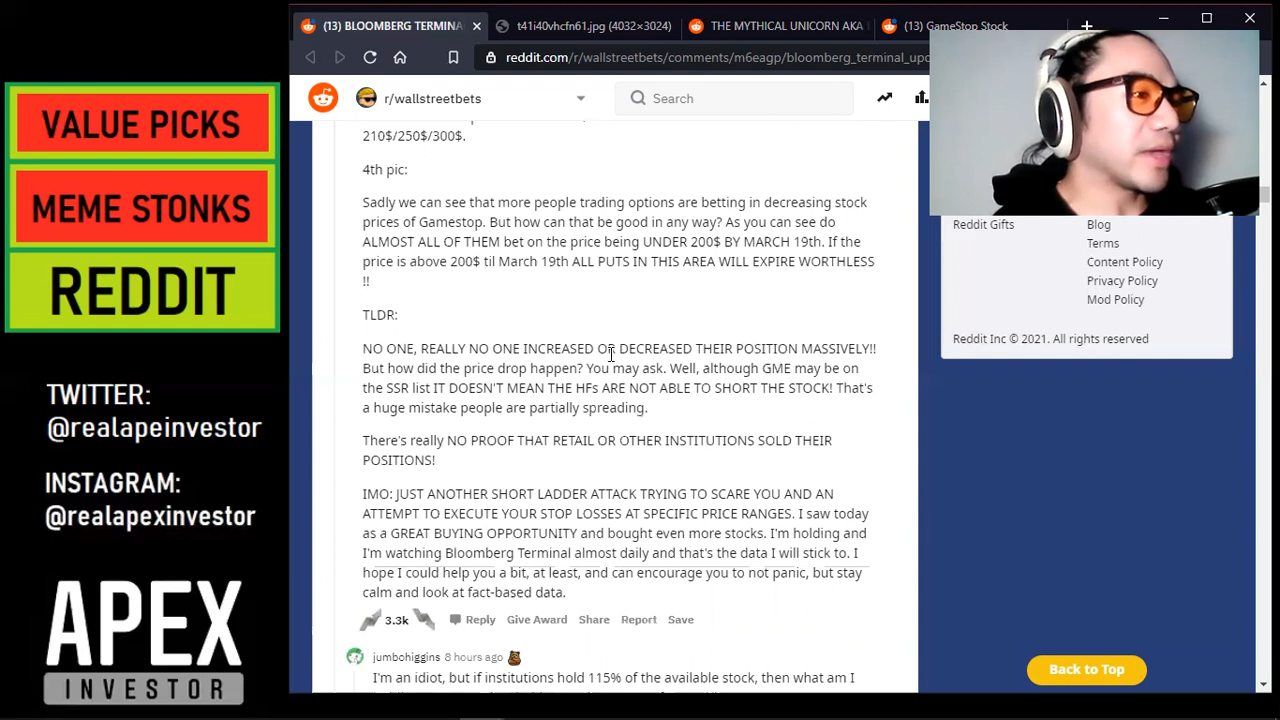 (13) BLOOMBERG TERMINA
t41i40vhcfn61.jpg (4032×3024)
THE MYTHICAL UNICORN AKA
(13) GameStop Stock
reddit.com/r/wallstreetbets/comments/m6eagp/bloomberg_terminal_upd
r/wallstreetbets
Search
VALUE PICKS
MEME STONKS
REDDIT
TWITTER:
@realapeinvestor
INSTAGRAM:
@realapexinvestor
APEX
INVESTOR
210$/250$/300$.
4th pic:
Sadly we can see that more people trading options are betting in decreasing stock
prices of Gamestop. But how can that be good in any way? As you can see do
ALMOST ALL OF THEM bet on the price being UNDER 200$ BY MARCH 19th. If the
price is above 200$ til March 19th ALL PUTS IN THIS AREA WILL EXPIRE WORTHLESS
!!
TLDR:
NO ONE, REALLY NO ONE INCREASED OR DECREASED THEIR POSITION MASSIVELY!!
But how did the price drop happen? You may ask. Well, although GME may be on
the SSR list IT DOESN'T MEAN THE HFs ARE NOT ABLE TO SHORT THE STOCK! That's
a huge mistake people are partially spreading.
There's really NO PROOF THAT RETAIL OR OTHER INSTITUTIONS SOLD THEIR
POSITIONS!
IMO: JUST ANOTHER SHORT LADDER ATTACK TRYING TO SCARE YOU AND AN
ATTEMPT TO EXECUTE YOUR STOP LOSSES AT SPECIFIC PRICE RANGES. I saw today
as a GREAT BUYING OPPORTUNITY and bought even more stocks. I'm holding and
I'm watching Bloomberg Terminal almost daily and that's the data I will stick to. I
hope I could help you a bit, at least, and can encourage you to not panic, but stay
calm and look at fact-based data.
3.3k Reply Give Award Share Report Save
jumbohiggins 8 hours ago
I'm an idiot, but if institutions hold 115% of the available stock, then what am I
Reddit Gifts
Blog
Terms
Content Policy
Privacy Policy
Mod Policy
Reddit Inc © 2021. All rights reserved
Back to Top